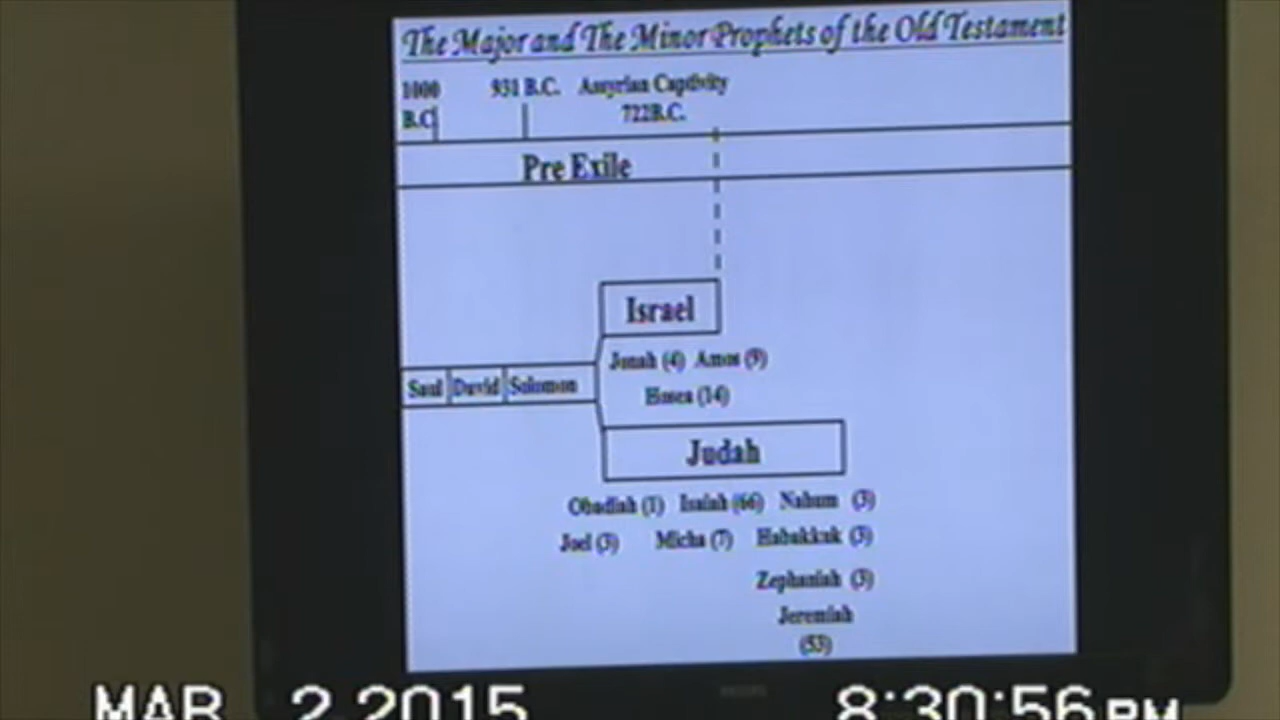 The Major and The Minor Prophets of the Old Testament
1000 931 B.C. Assyrian Captivity
B.C 722B.C.
Pre Exile
Israel
Jonah (4) Amos (9)
Saul David Solomon
Hosea (14)
Judah
Obadiah (1) Isaiah (66) Nahum (3)
Joel (3) Micha (7) Habakkuk (3)
Zephaniah (3)
Jeremiah
(53)
MAR 2.2015 8:30:56 PM